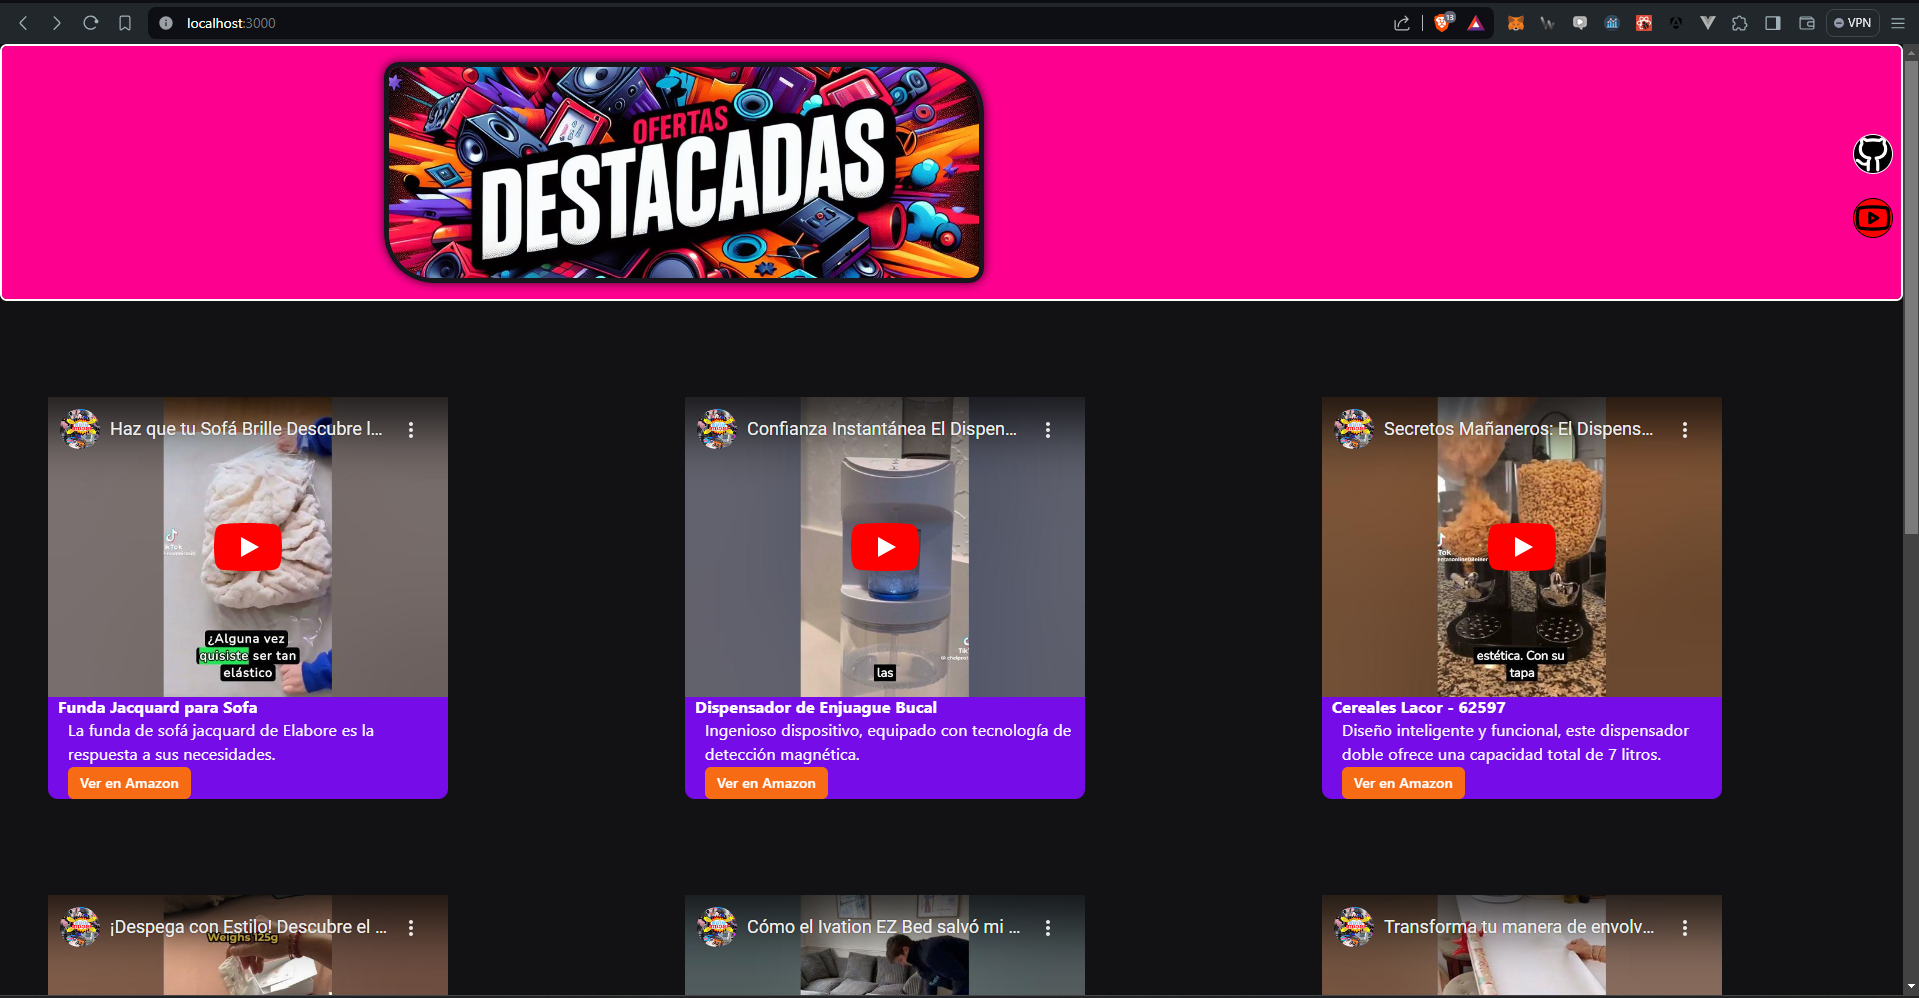 localhost:3000
13
VPN
OFERTAS
DESTACADAS
Haz que tu Sofá Brille Descubre l...
¿Alguna vez
quisiste ser tan
elástico
Funda Jacquard para Sofa
La funda de sofá jacquard de Elabore es la
respuesta a sus necesidades.
Ver en Amazon
Confianza Instantánea El Dispen...
las
Dispensador de Enjuague Bucal
Ingenioso dispositivo, equipado con tecnología de
detección magnética.
Ver en Amazon
Secretos Mañaneros: El Dispens...
estética. Con su
tapa
Cereales Lacor - 62597
Diseño inteligente y funcional, este dispensador
doble ofrece una capacidad total de 7 litros.
Ver en Amazon
¡Despega con Estilo! Descubre el ...
Weighs 125g
Cómo el Ivation EZ Bed salvó mi ...
Transforma tu manera de envolv...